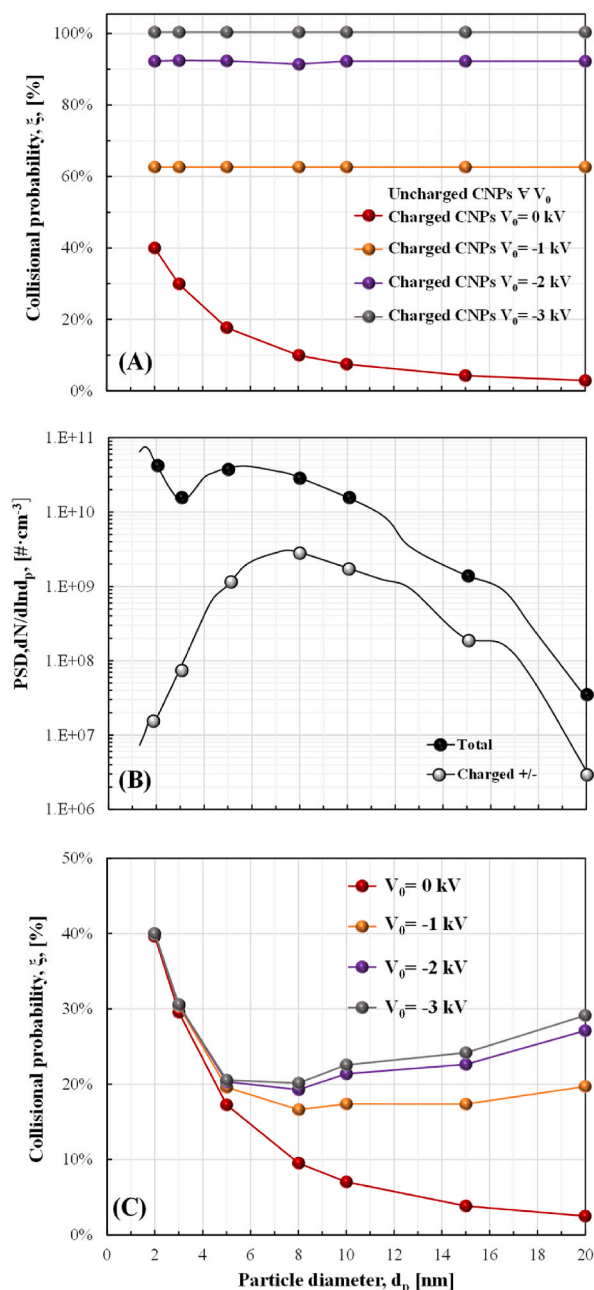 100%
80%
60%
40%
20%
0%
Collisional probability, ξ, [%]
Uncharged CNPs ∀ V₀
Charged CNPs V₀= 0 kV
Charged CNPs V₀= -1 kV
Charged CNPs V₀= -2 kV
Charged CNPs V₀= -3 kV
(A)
1.E+11
1.E+10
1.E+09
1.E+08
1.E+07
1.E+06
PSD,dN/dlndₚ, [#·cm⁻³]
Total
Charged +/-
(B)
50%
40%
30%
20%
10%
0%
Collisional probability, ξ, [%]
V₀= 0 kV
V₀= -1 kV
V₀= -2 kV
V₀= -3 kV
(C)
0 2 4 6 8 10 12 14 16 18 20
Particle diameter, dₚ [nm]